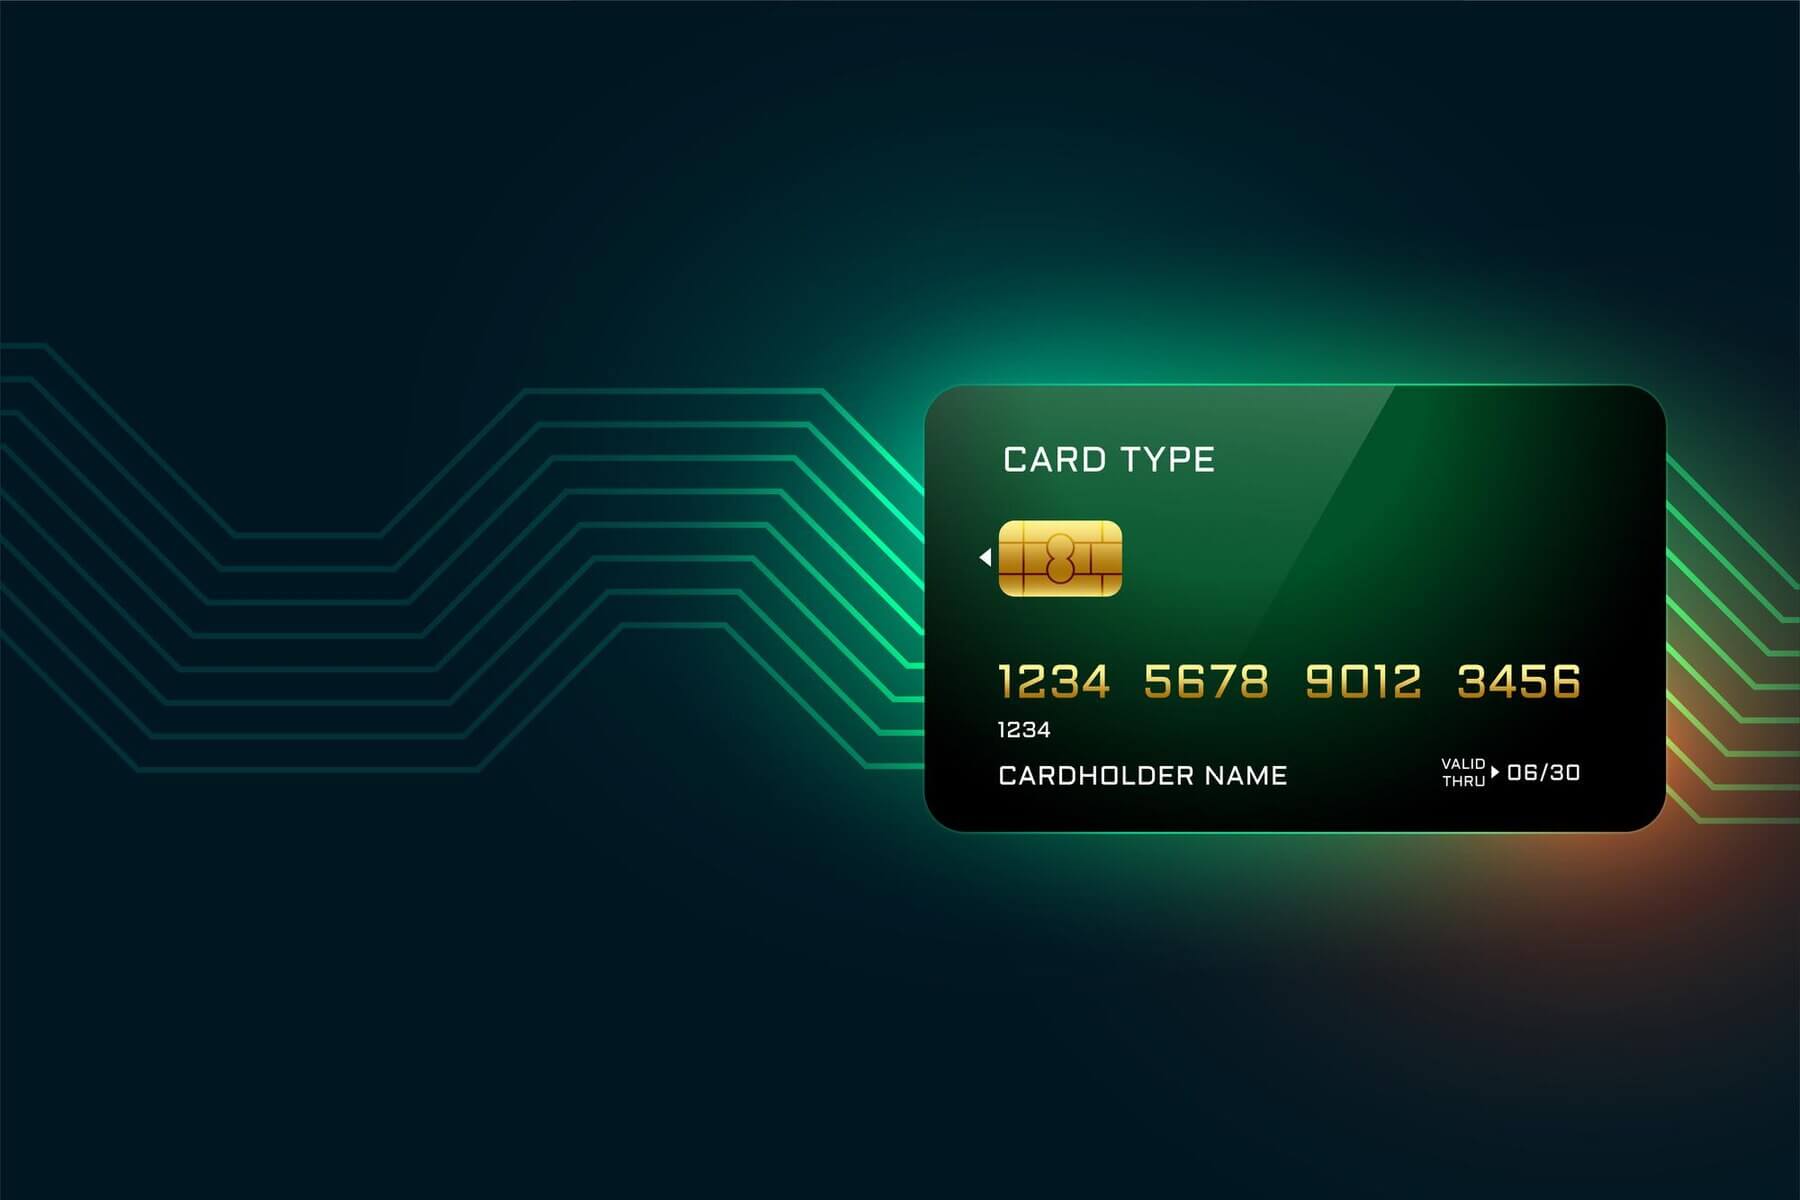 CARD TYPE
1234 5678 9012 3456
1234
CARDHOLDER NAME
VALID
THRU
06/30